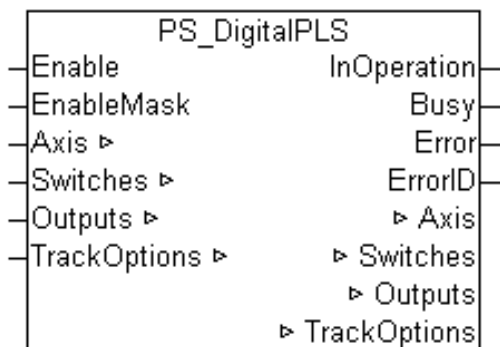 PS_DigitalPLS
Enable InOperation
EnableMask Busy
Axis Error
Switches ErrorID
Outputs Axis
TrackOptions Switches
Outputs
TrackOptions